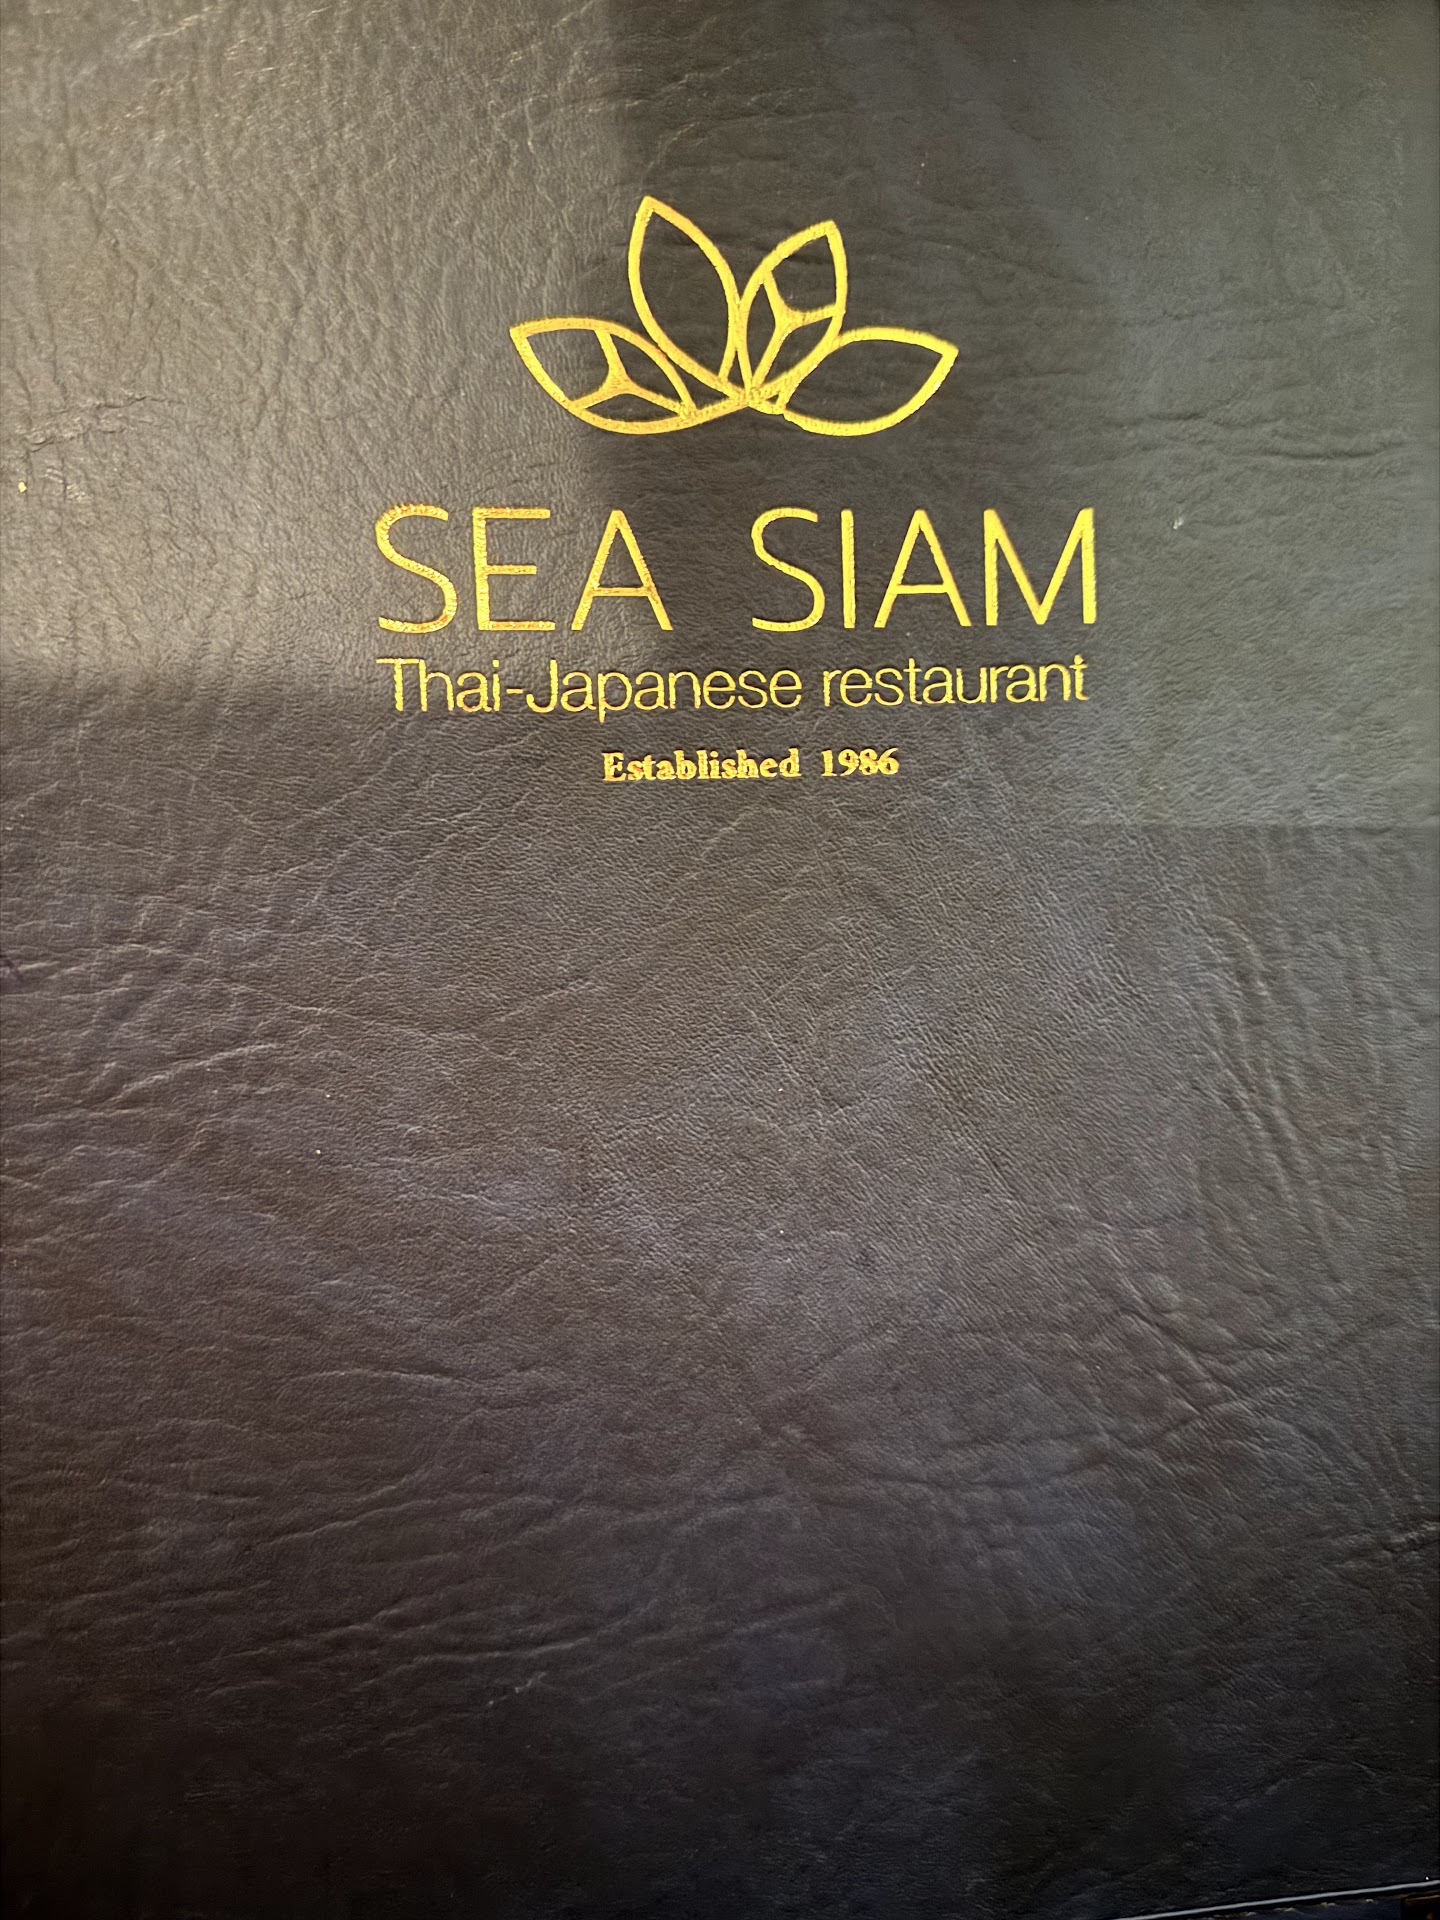 SEA SIAM
Thai-Japanese restaurant
Established 1986